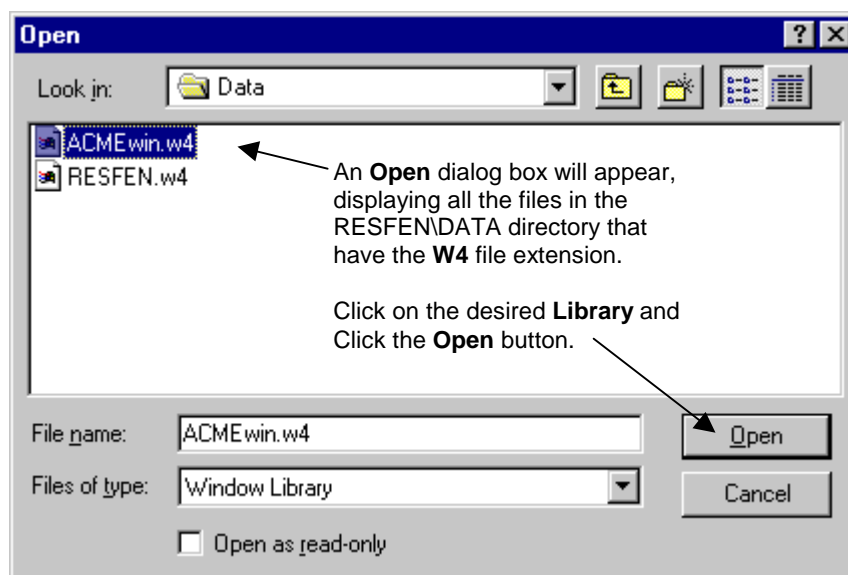 Open
Look in: Data
ACMEwin.w4
RESFEN.w4
An Open dialog box will appear,
displaying all the files in the
RESFEN\DATA directory that
have the W4 file extension.
Click on the desired Library and
Click the Open button.
File name: ACMEwin.w4 Open
Files of type: Window Library Cancel
Open as read-only